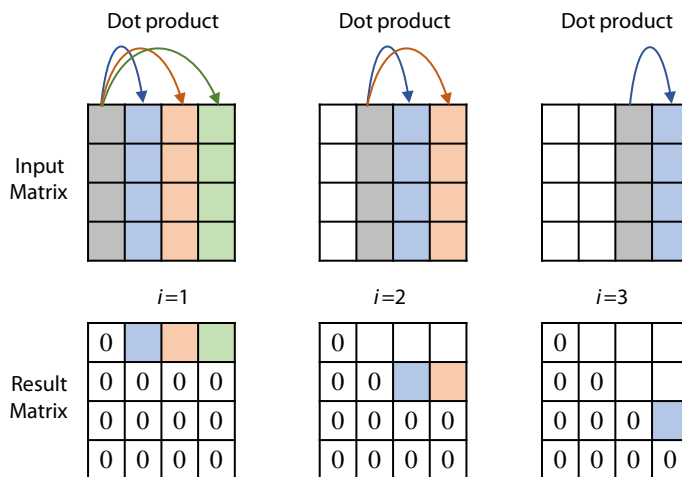 Dot product Dot product Dot product
Input
Matrix
i=1 i=2 i=3
Result
Matrix
0 0 0
0 0 0 0 0 0 0 0
0 0 0 0 0 0 0 0 0 0 0
0 0 0 0 0 0 0 0 0 0 0 0